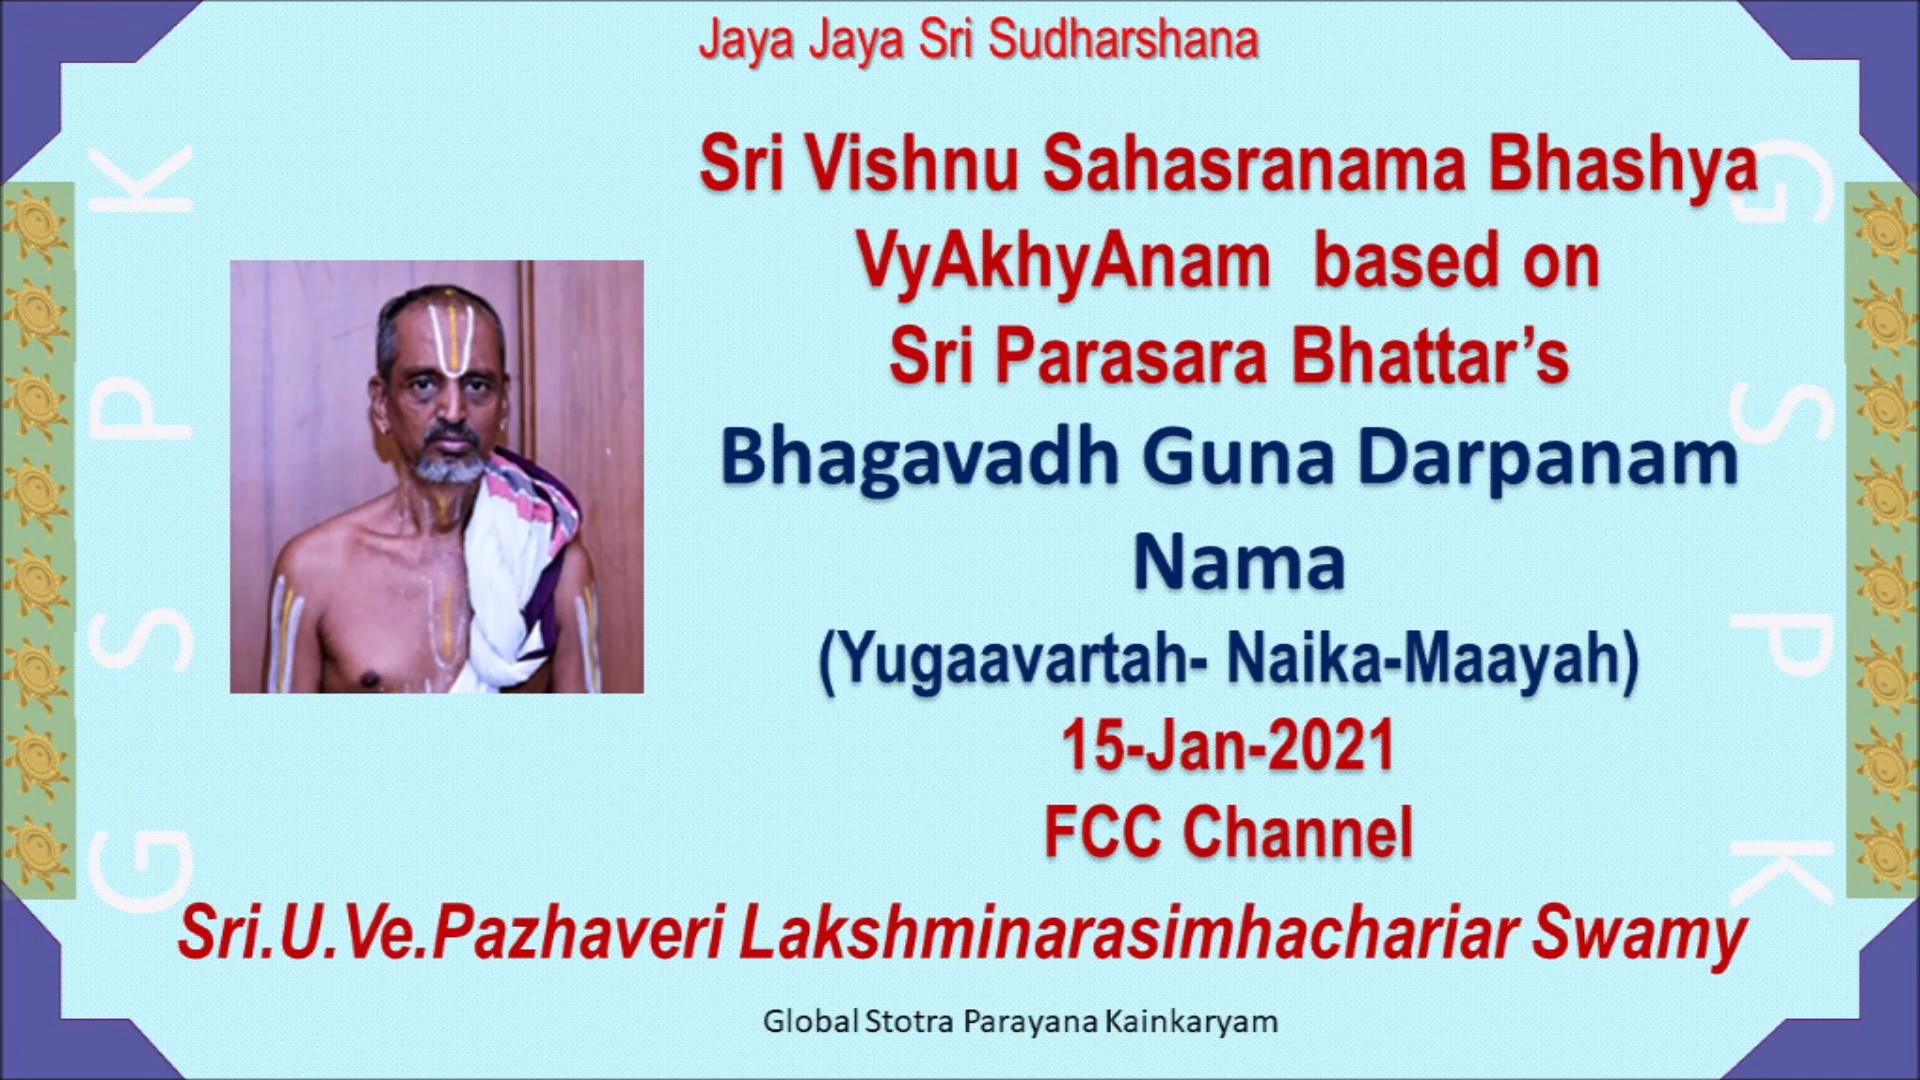 Jaya Jaya Sri Sudharshana
Sri Vishnu Sahasranama Bhashya
VyAkhyAnam based on
Sri Parasara Bhattar’s
Bhagavadh Guna Darpanam
Nama
(Yugaavartah- Naika-Maayah)
15-Jan-2021
FCC Channel
Sri.U.Ve.Pazhaveri Lakshminarasimhachariar Swamy
Global Stotra Parayana Kainkaryam
G S P K
G S P K